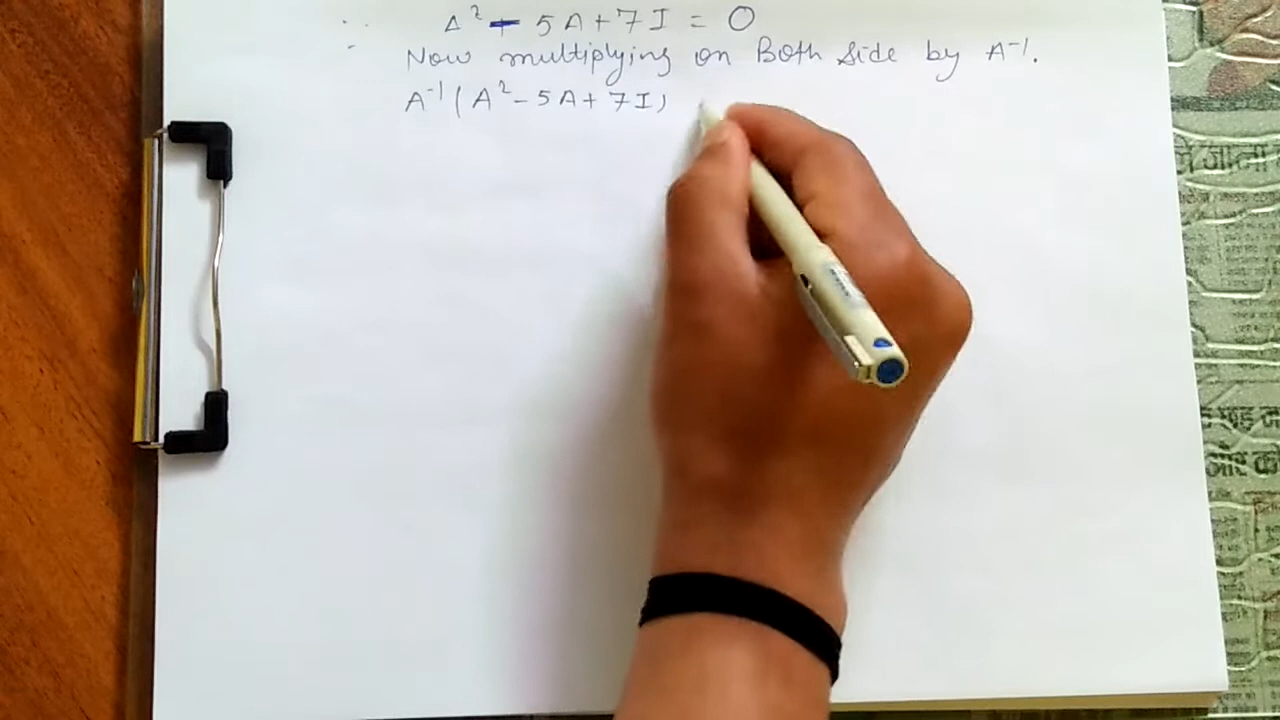 ∴ A² - 5A + 7I = 0
Now multiplying on Both Side by A⁻¹.
A⁻¹ (A² - 5A + 7I)